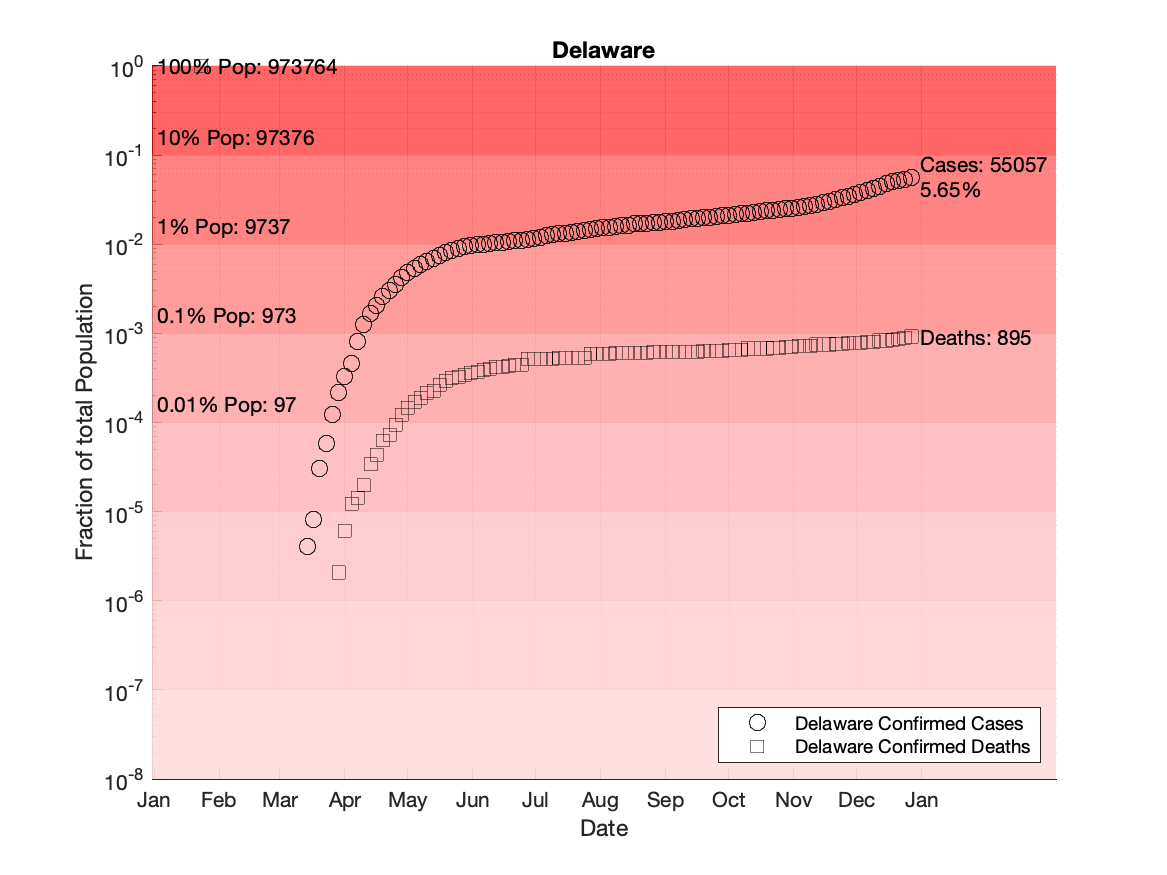 Delaware
10^0
100% Pop: 973764
10% Pop: 97376
10^-1
Cases: 55057
5.65%
1% Pop: 9737
10^-2
0.1% Pop: 973
10^-3
Deaths: 895
0.01% Pop: 97
10^-4
10^-5
10^-6
10^-7
10^-8
Fraction of total Population
Delaware Confirmed Cases
Delaware Confirmed Deaths
Jan Feb Mar Apr May Jun Jul Aug Sep Oct Nov Dec Jan
Date